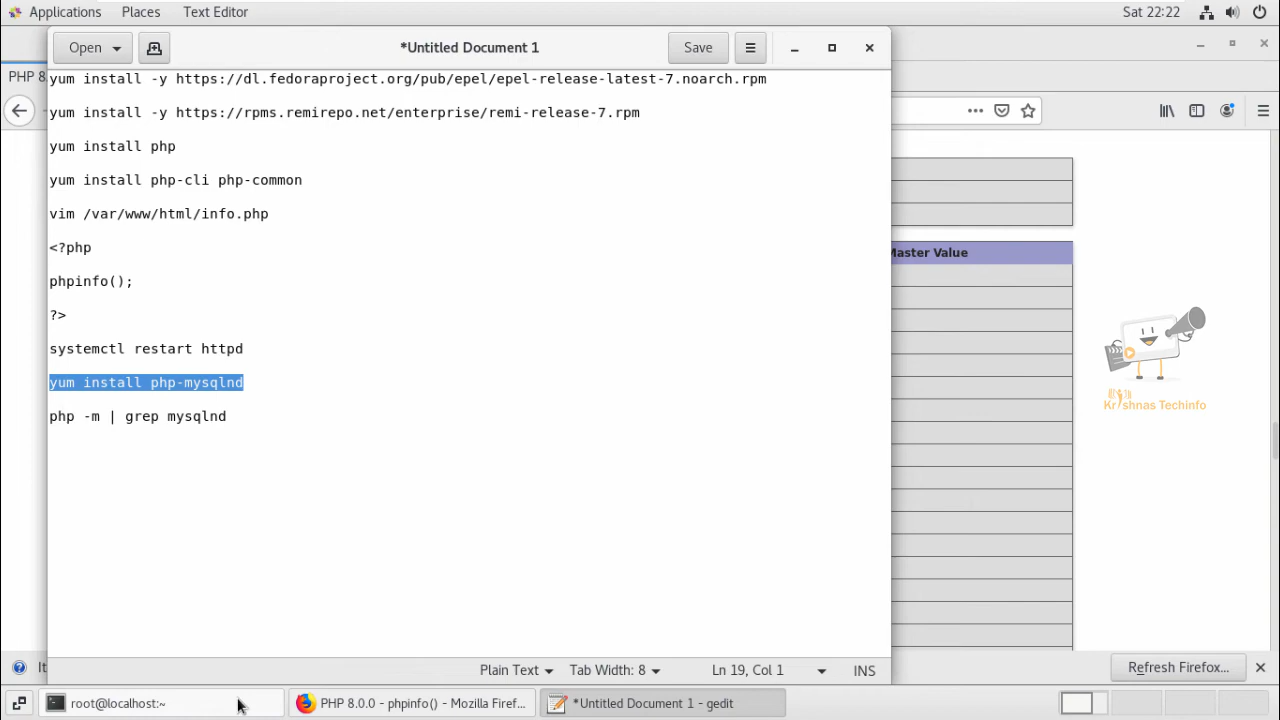 Applications Places Text Editor Sat 22:22
Open *Untitled Document 1 Save
PHP 8.
yum install -y https://dl.fedoraproject.org/pub/epel/epel-release-latest-7.noarch.rpm
yum install -y https://rpms.remirepo.net/enterprise/remi-release-7.rpm
yum install php
yum install php-cli php-common
vim /var/www/html/info.php
<?php
phpinfo();
?>
systemctl restart httpd
yum install php-mysqlnd
php -m | grep mysqlnd
Master Value
Krishnas Techinfo
It
Refresh Firefox...
Plain Text Tab Width: 8 Ln 19, Col 1 INS
root@localhost:~ PHP 8.0.0 - phpinfo() - Mozilla Firef... *Untitled Document 1 - gedit